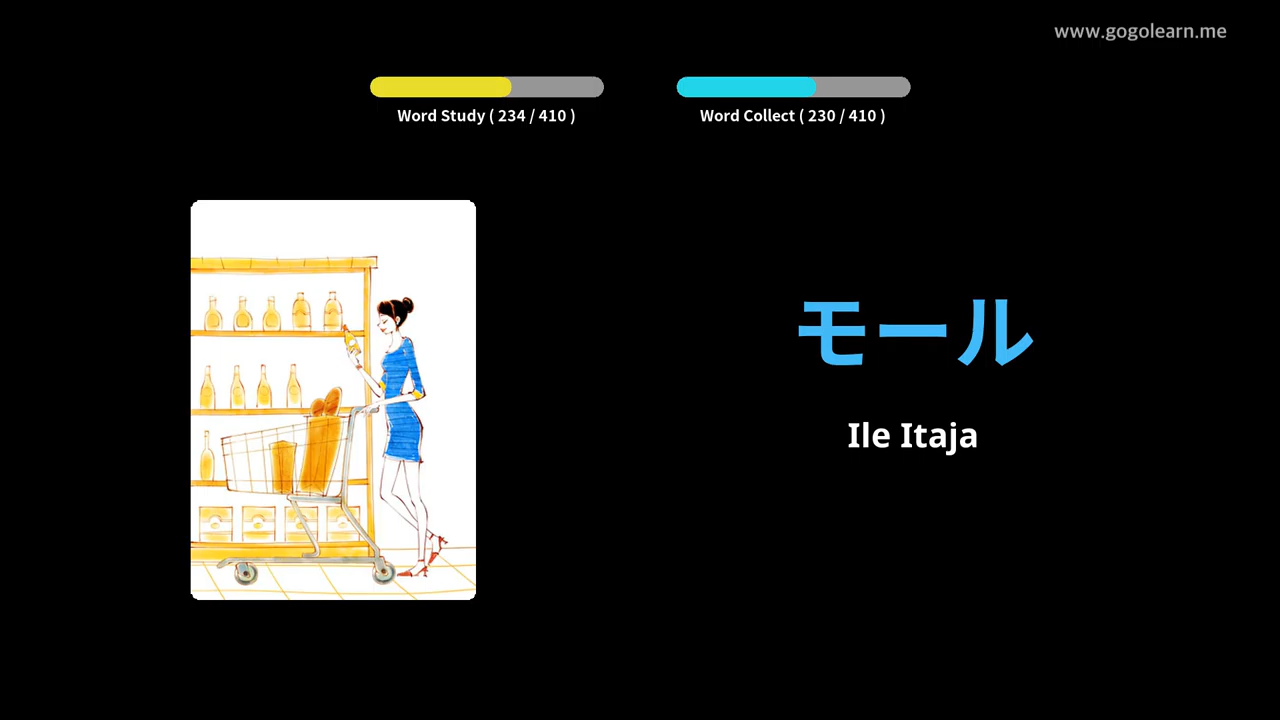 www.gogolearn.me
Word Study ( 234 / 410 )
Word Collect ( 230 / 410 )
モール
Ile Itaja